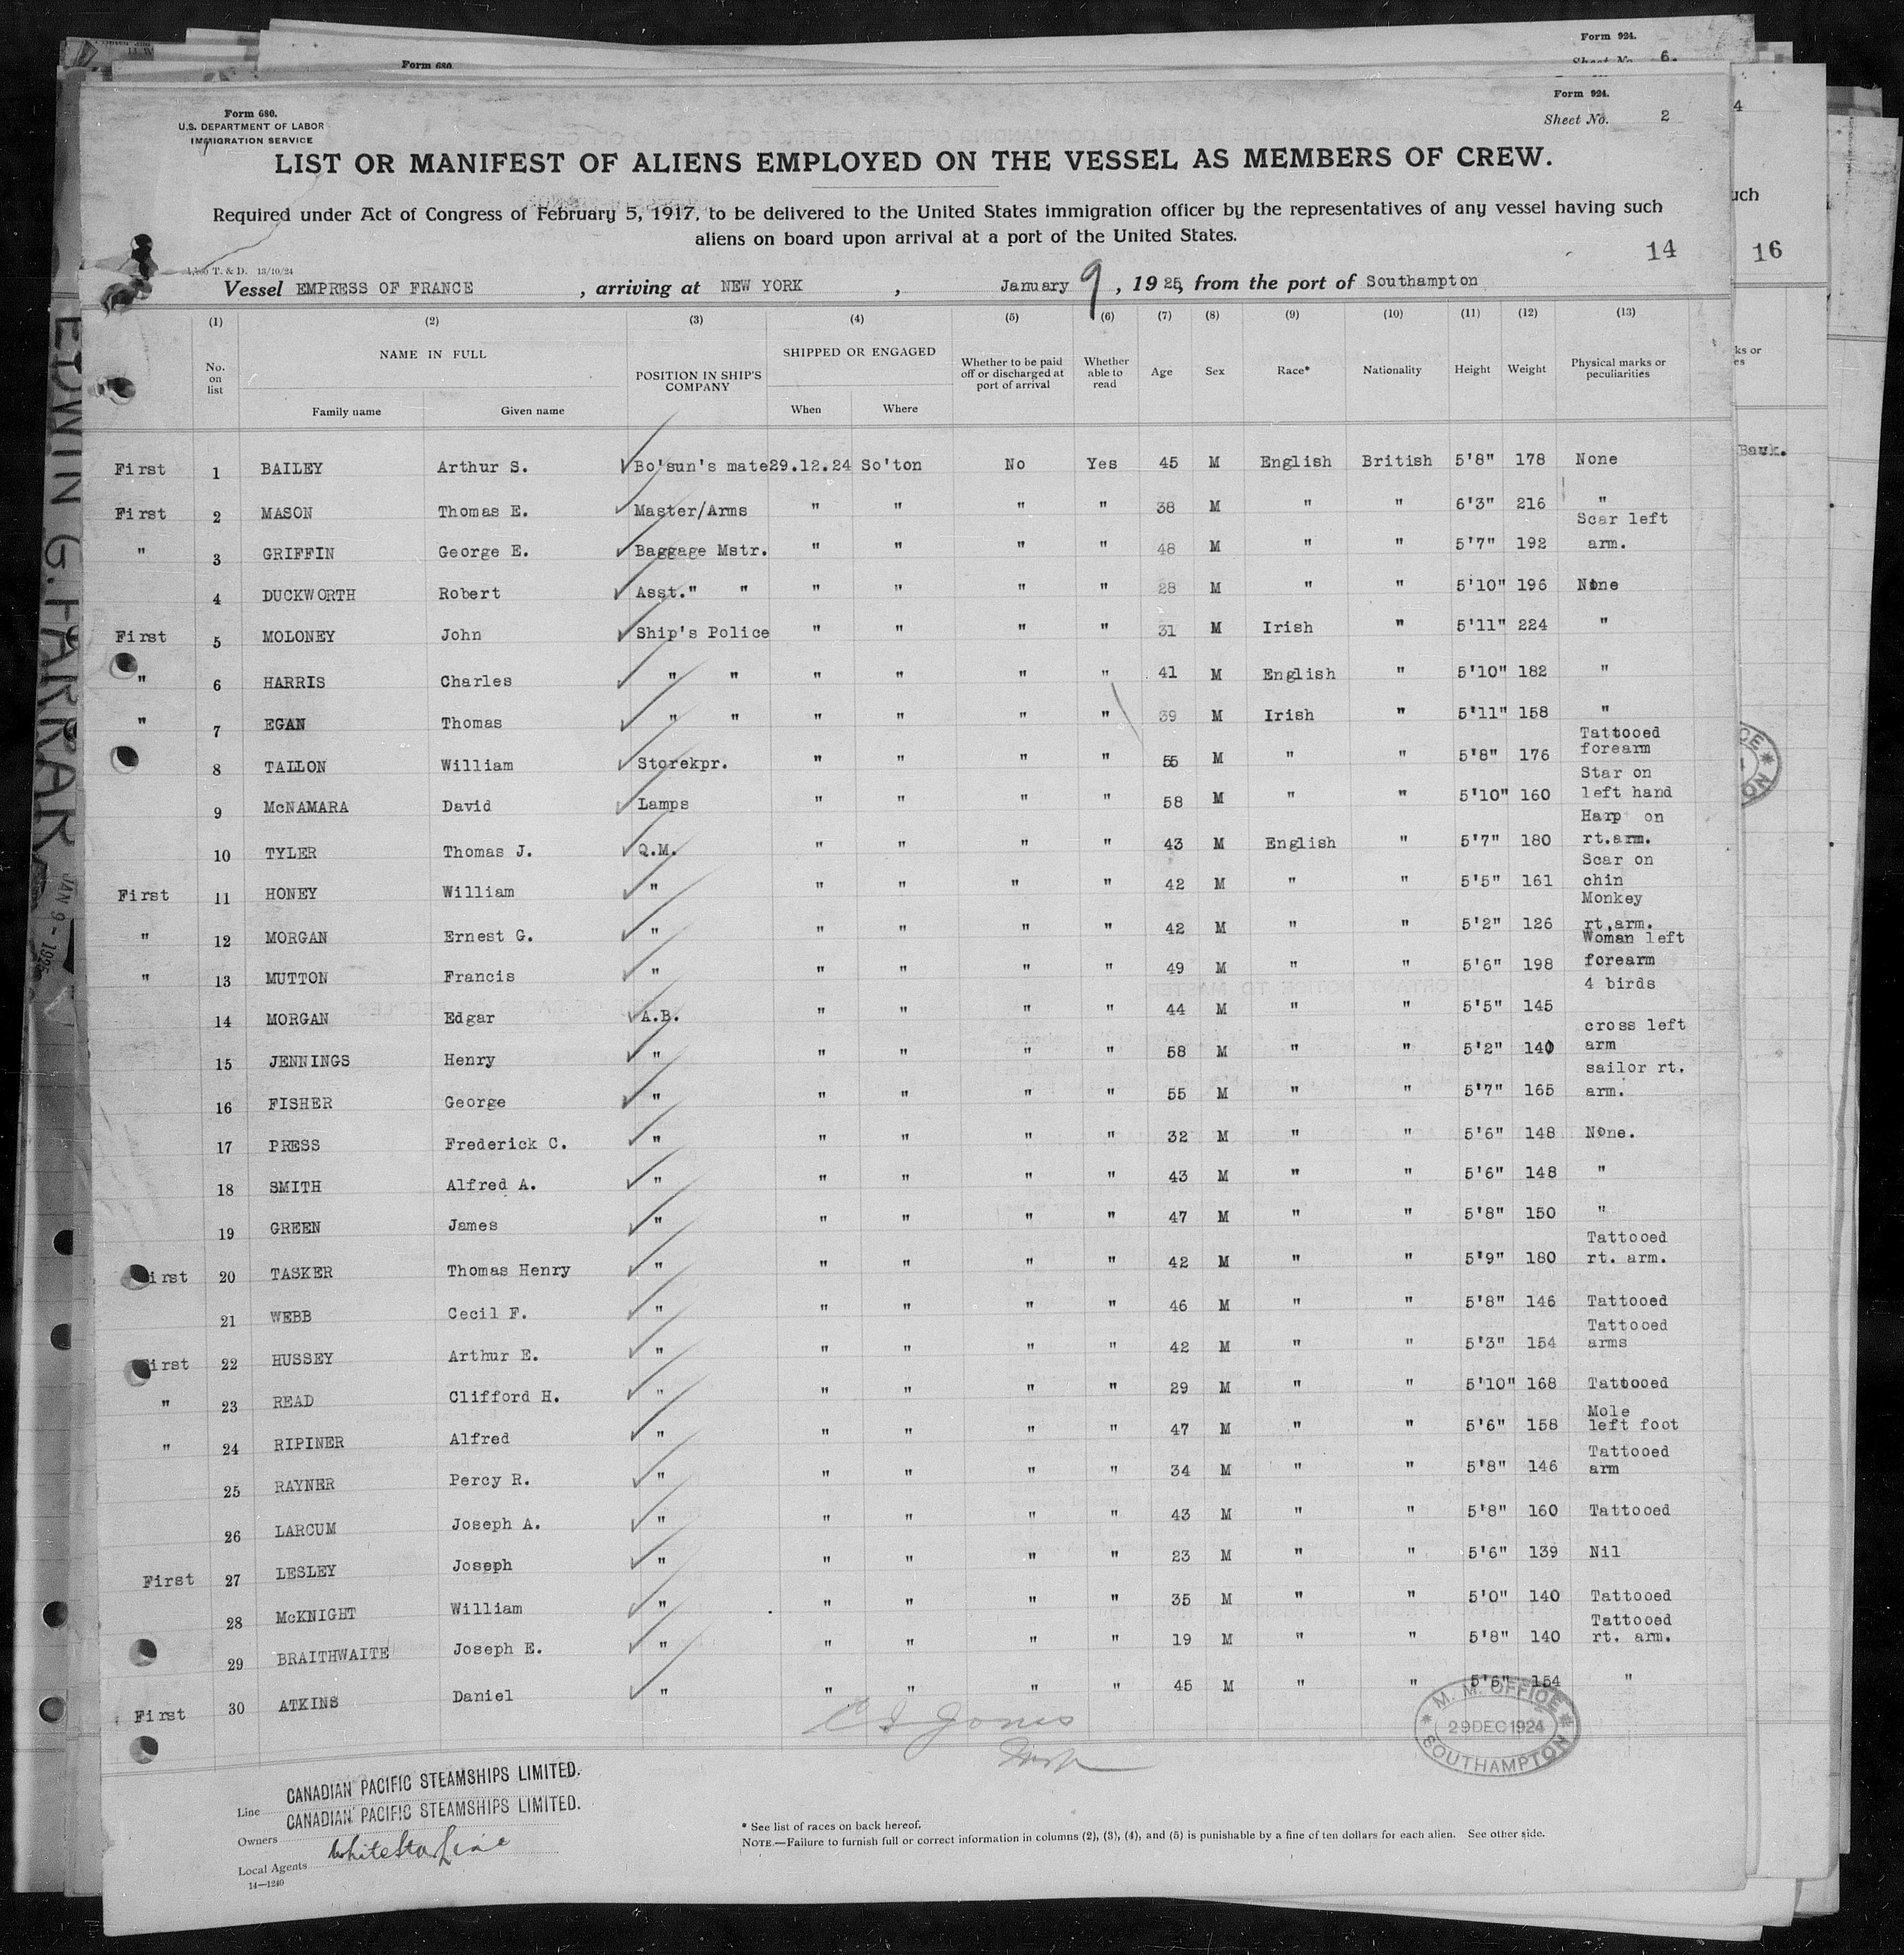 Form 924.
Sheet No. 6.
Form 680.
Form 924.
Sheet No. 2
4
Form 680.
U.S. DEPARTMENT OF LABOR
IMMIGRATION SERVICE
LIST OR MANIFEST OF ALIENS EMPLOYED ON THE VESSEL AS MEMBERS OF CREW.
Required under Act of Congress of February 5, 1917, to be delivered to the United States immigration officer by the representatives of any vessel having such
aliens on board upon arrival at a port of the United States.
uch
14
16
T. & D. 13/10/24
Vessel EMPRESS OF FRANCE , arriving at NEW YORK , January 9 , 1925, from the port of Southampton
(1) (2) (3) (4) (5) (6) (7) (8) (9) (10) (11) (12) (13)
No. on list NAME IN FULL Family name Given name POSITION IN SHIP'S COMPANY SHIPPED OR ENGAGED When Where Whether to be paid off or discharged at port of arrival Whether able to read Age Sex Race* Nationality Height Weight Physical marks or peculiarities
First 1 BAILEY Arthur S. Bo'sun's mate 29.12.24 So'ton No Yes 45 M English British 5'8" 178 None
First 2 MASON Thomas E. Master/Arms " " " " 38 M " " 6'3" 216 "
" 3 GRIFFIN George E. Baggage Mstr. " " " " 48 M " " 5'7" 192 Scar left arm.
4 DUCKWORTH Robert Asst." " " " " " 28 M " " 5'10" 196 None
First 5 MOLONEY John Ship's Police " " " " 31 M Irish " 5'11" 224 "
" 6 HARRIS Charles " " " " " " 41 M English " 5'10" 182 "
" 7 EGAN Thomas " " " " " " 39 M Irish " 5'11" 158 "
8 TALLON William Storekpr. " " " " 55 M " " 5'8" 176 Tattooed forearm
9 McNAMARA David Lamps " " " " 58 M " " 5'10" 160 Star on left hand
10 TYLER Thomas J. Q.M. " " " " 43 M English " 5'7" 180 Harp on rt.arm.
First 11 HONEY William " " " " " 42 M " " 5'5" 161 Scar on chin
" 12 MORGAN Ernest G. " " " " " 42 M " " 5'2" 126 Monkey rt.arm.
" 13 MUTTON Francis " " " " " 49 M " " 5'6" 198 Woman left forearm
14 MORGAN Edgar A.B. " " " " 44 M " " 5'5" 145 4 birds
15 JENNINGS Henry " " " " " 58 M " " 5'2" 140 cross left arm
16 FISHER George " " " " " 55 M " " 5'7" 165 sailor rt. arm.
17 PRESS Frederick C. " " " " " 32 M " " 5'6" 148 None.
18 SMITH Alfred A. " " " " " 43 M " " 5'6" 148 "
19 GREEN James " " " " " 47 M " " 5'8" 150 "
First 20 TASKER Thomas Henry " " " " " 42 M " " 5'9" 180 Tattooed rt. arm.
21 WEBB Cecil F. " " " " " 46 M " " 5'8" 146 Tattooed
First 22 HUSSEY Arthur E. " " " " " 42 M " " 5'3" 154 Tattooed arms
" 23 READ Clifford H. " " " " " 29 M " " 5'10" 168 Tattooed
" 24 RIPINER Alfred " " " " " 47 M " " 5'6" 158 Mole left foot
25 RAYNER Percy R. " " " " " 34 M " " 5'8" 146 Tattooed arm
26 LARCUM Joseph A. " " " " " 43 M " " 5'8" 160 Tattooed
First 27 LESLEY Joseph " " " " " 23 M " " 5'6" 139 Nil
28 McKNIGHT William " " " " " 35 M " " 5'0" 140 Tattooed
29 BRAITHWAITE Joseph E. " " " " " 19 M " " 5'8" 140 Tattooed rt. arm.
First 30 ATKINS Daniel " " " " " 45 M " " 5'6" 154 "
Jones
M. M. OFFICE
29 DEC 1924
SOUTHAMPTON
Line CANADIAN PACIFIC STEAMSHIPS LIMITED.
Owners CANADIAN PACIFIC STEAMSHIPS LIMITED.
Local Agents White Star Line
14—1240
* See list of races on back hereof.
NOTE.—Failure to furnish full or correct information in columns (2), (3), (4), and (5) is punishable by a fine of ten dollars for each alien. See other side.
EDWIN G. FARRAR
JAN 9 - 1925